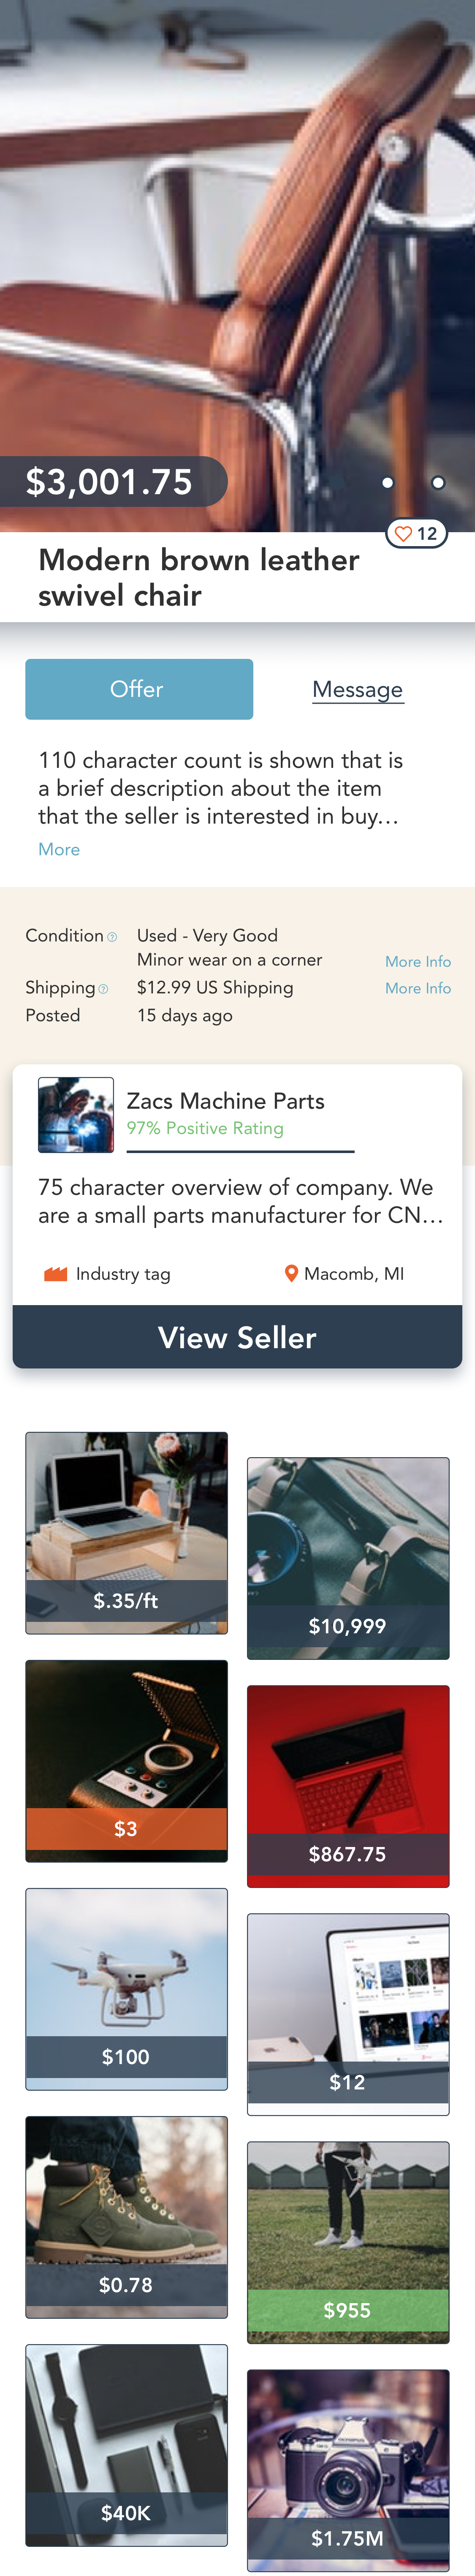 $3,001.75
12
Modern brown leather
swivel chair
Offer
Message
110 character count is shown that is
a brief description about the item
that the seller is interested in buy...
More
Condition ?
Used - Very Good
Minor wear on a corner
More Info
Shipping ?
$12.99 US Shipping
More Info
Posted
15 days ago
Zacs Machine Parts
97% Positive Rating
75 character overview of company. We
are a small parts manufacturer for CN...
Industry tag
Macomb, MI
View Seller
$.35/ft
$10,999
$3
$867.75
$100
$12
$0.78
$955
$40K
OLYMPUS
$1.75M